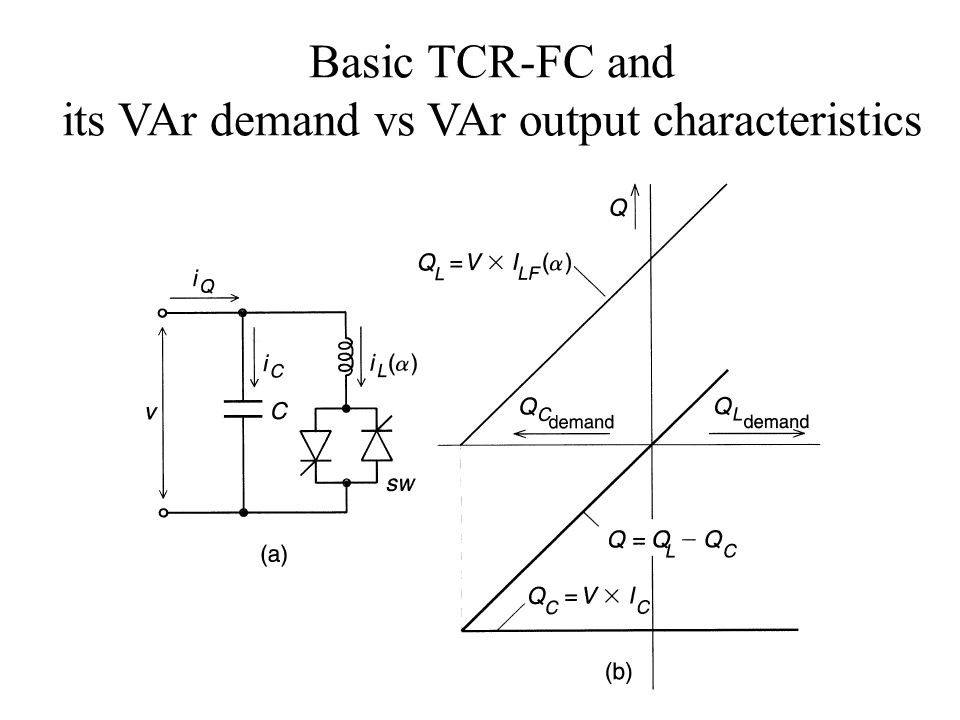 Basic TCR-FC and
its VAr demand vs VAr output characteristics
Q
Q_L = V × I_LF (α)
i_Q
i_C
i_L(α)
v
C
sw
(a)
Q_C demand
Q_L demand
Q = Q_L − Q_C
Q_C = V × I_C
(b)